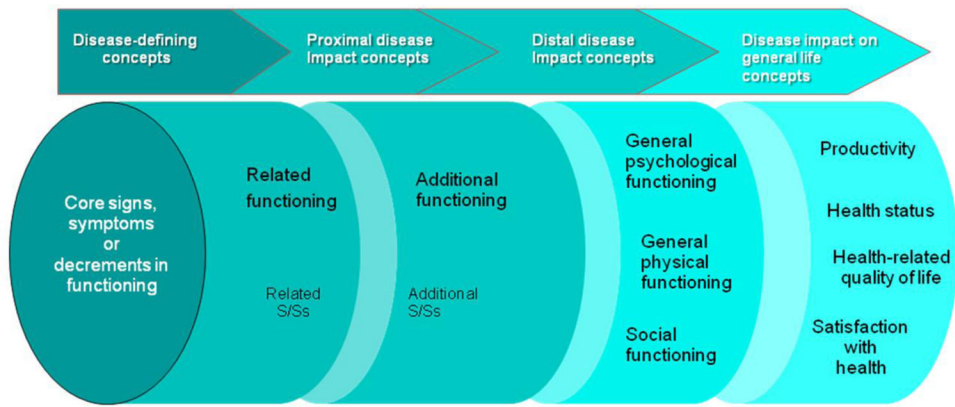 Disease-defining
concepts
Proximal disease
Impact concepts
Distal disease
Impact concepts
Disease impact on
general life
concepts
Core signs,
symptoms
or
decrements in
functioning
Related
functioning
Related
S/Ss
Additional
functioning
Additional
S/Ss
General
psychological
functioning
General
physical
functioning
Social
functioning
Productivity
Health status
Health-related
quality of life
Satisfaction
with
health